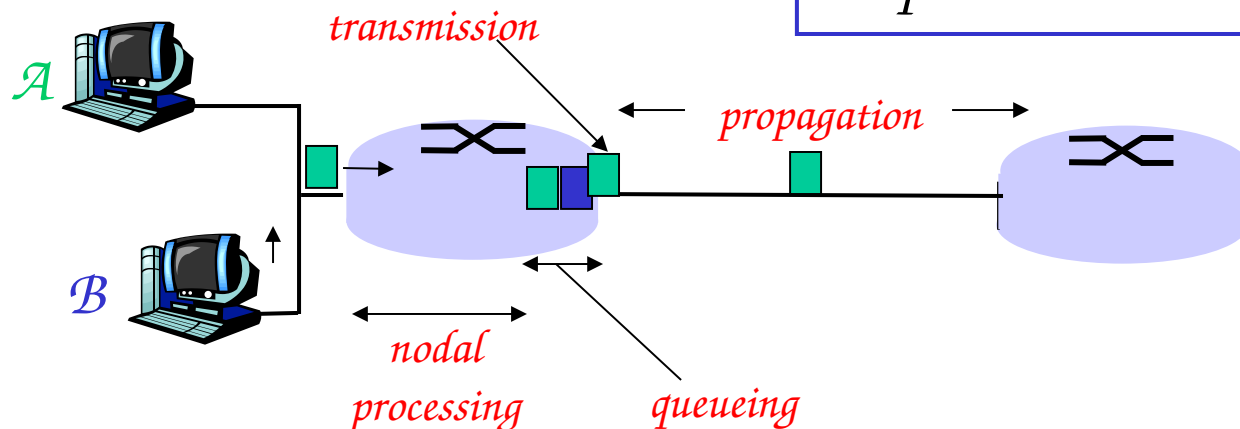 transmission
A
propagation
B
nodal
processing
queueing